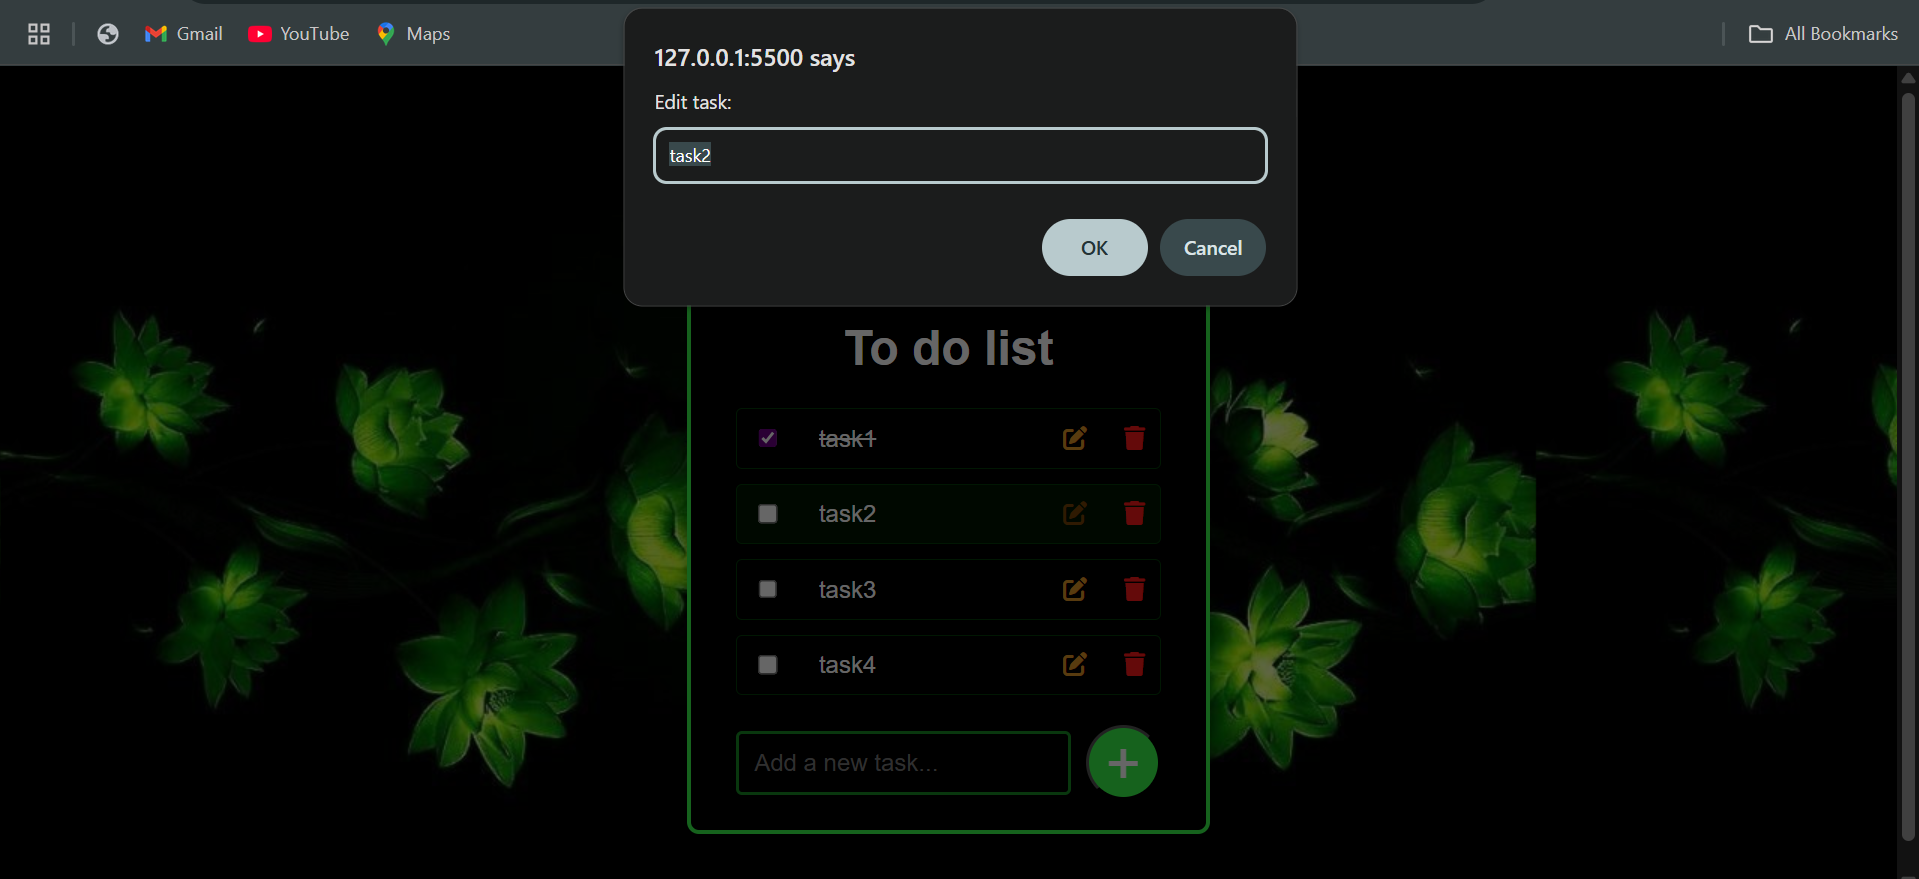 Gmail YouTube Maps All Bookmarks
127.0.0.1:5500 says
Edit task:
task2
OK Cancel
To do list
task1
task2
task3
task4
Add a new task...